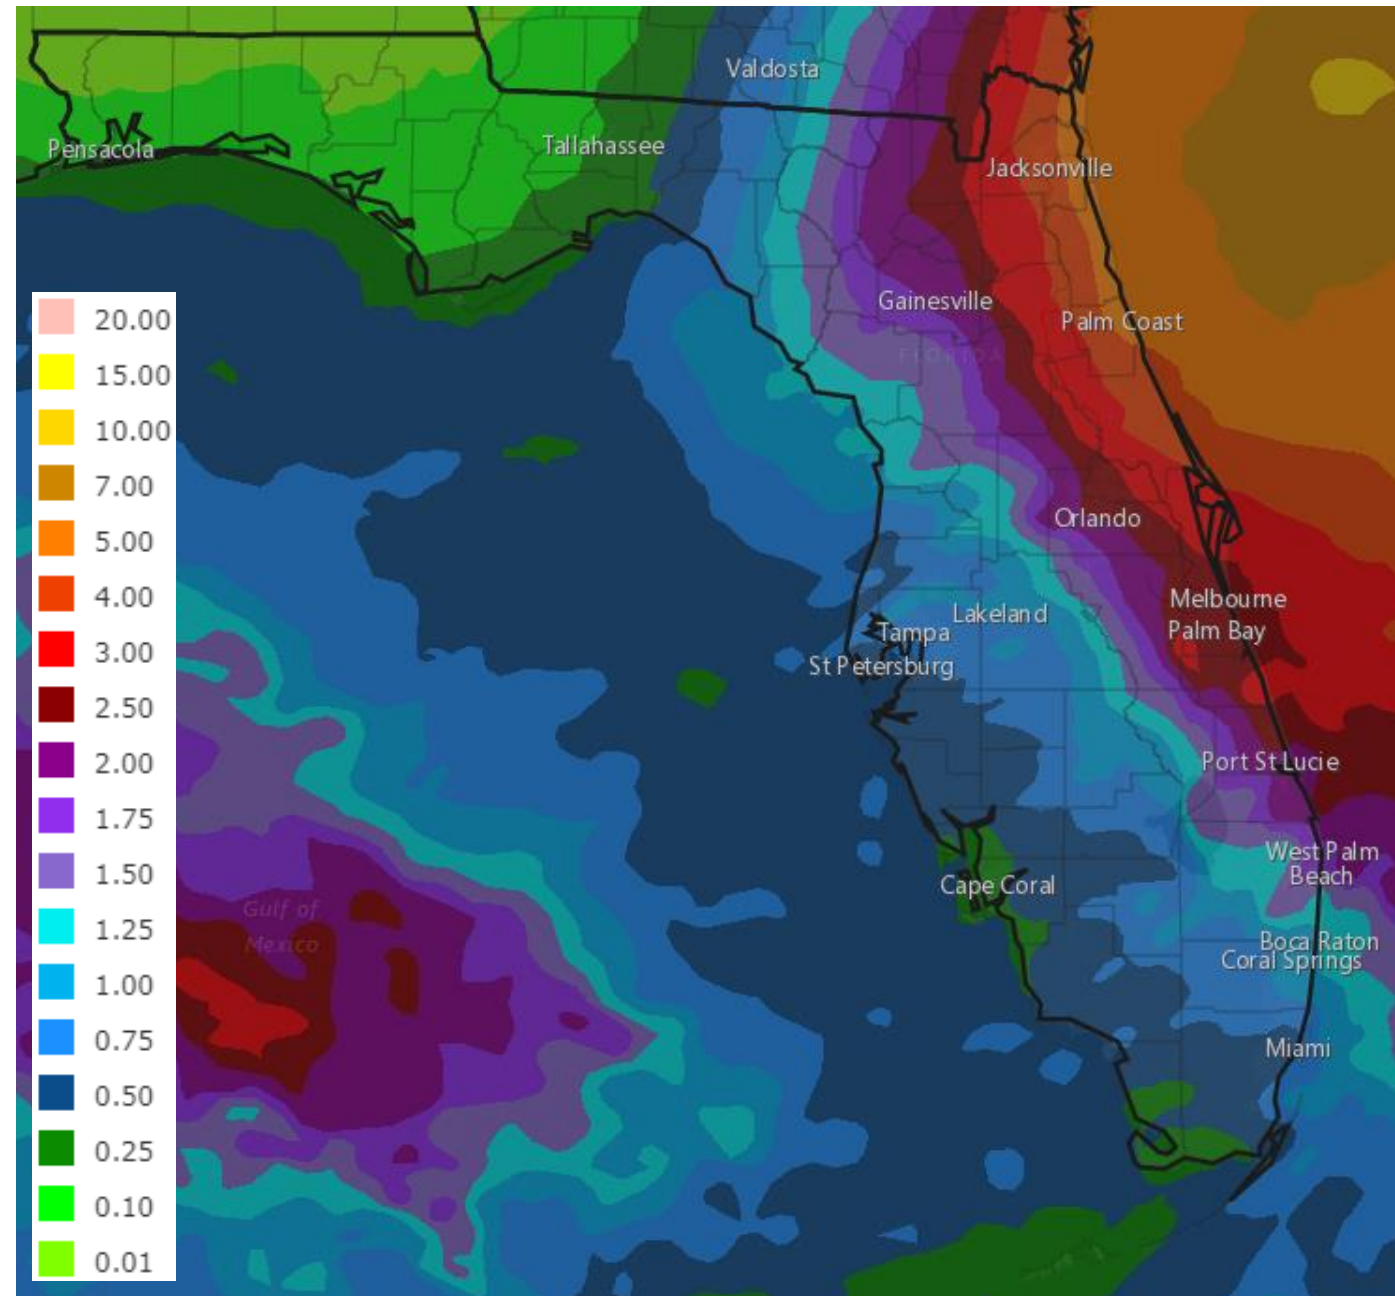 Valdosta
Pensacola
Tallahassee
Jacksonville
Gainesville
Palm Coast
FLORIDA
Orlando
Melbourne
Lakeland
Tampa
Palm Bay
St Petersburg
Port St Lucie
West Palm
Beach
Cape Coral
Gulf of
Mexico
Boca Raton
Coral Springs
Miami
20.00
15.00
10.00
7.00
5.00
4.00
3.00
2.50
2.00
1.75
1.50
1.25
1.00
0.75
0.50
0.25
0.10
0.01